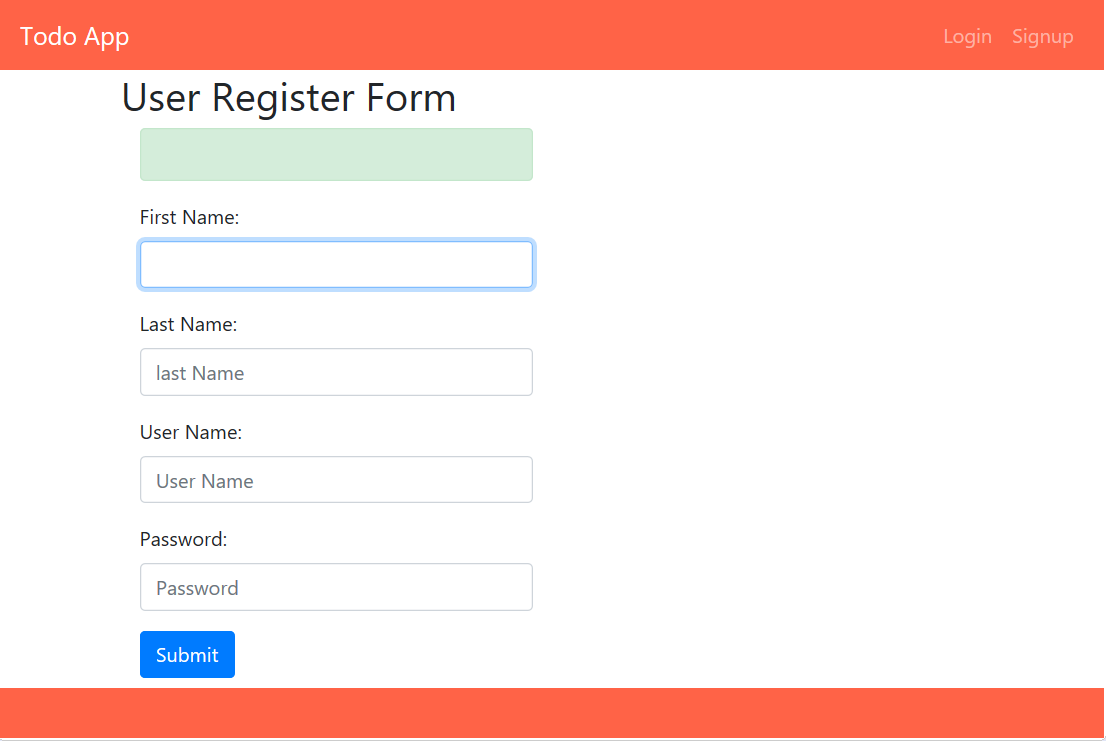 Todo App
Login Signup
User Register Form
First Name:
Last Name:
last Name
User Name:
User Name
Password:
Password
Submit